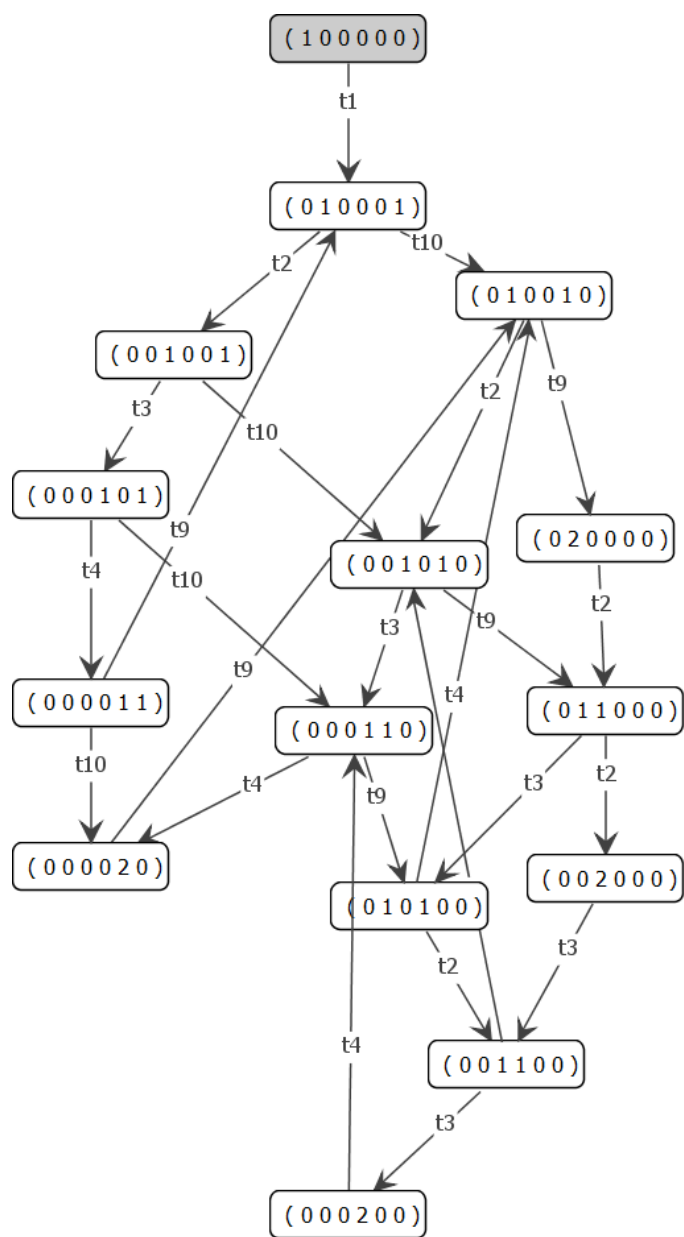 ( 1 0 0 0 0 0 )
t1
( 0 1 0 0 0 1 )
t2
t10
( 0 1 0 0 1 0 )
( 0 0 1 0 0 1 )
t3
t10
t2
t9
( 0 0 0 1 0 1 )
t9
( 0 2 0 0 0 0 )
t4
t10
( 0 0 1 0 1 0 )
t2
t3
t9
t9
t4
( 0 0 0 0 1 1 )
( 0 1 1 0 0 0 )
( 0 0 0 1 1 0 )
t10
t4
t9
t3
t2
( 0 0 0 0 2 0 )
( 0 0 2 0 0 0 )
( 0 1 0 1 0 0 )
t2
t3
t4
( 0 0 1 1 0 0 )
t3
( 0 0 0 2 0 0 )